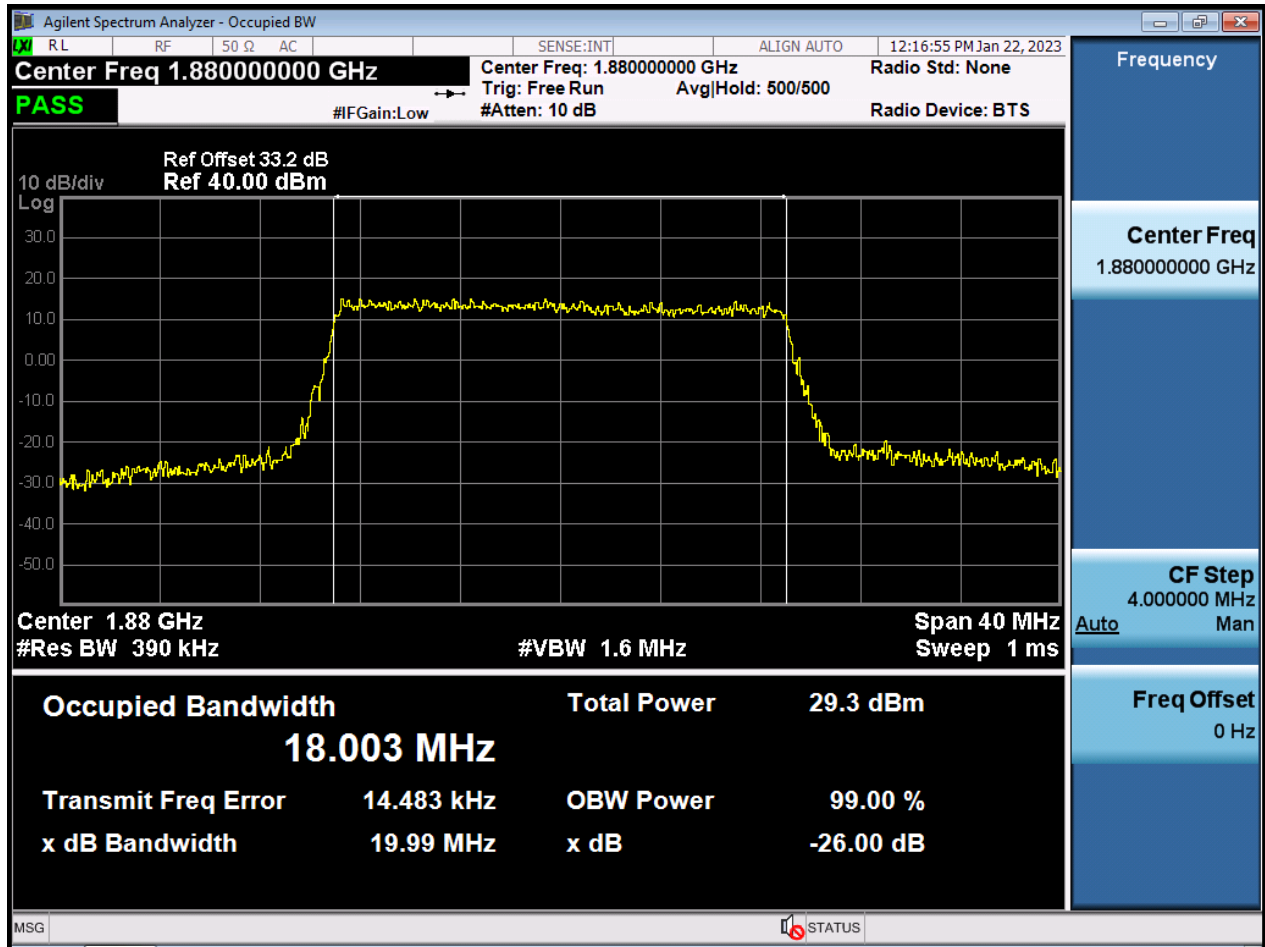 Agilent Spectrum Analyzer - Occupied BW
LXI RL RF 50 Ω AC SENSE:INT ALIGN AUTO 12:16:55 PM Jan 22, 2023
Center Freq 1.880000000 GHz
PASS
#IFGain:Low
Center Freq: 1.880000000 GHz
Trig: Free Run Avg|Hold: 500/500
#Atten: 10 dB
Radio Std: None
Radio Device: BTS
Ref Offset 33.2 dB
10 dB/div Ref 40.00 dBm
Log
30.0
20.0
10.0
0.00
-10.0
-20.0
-30.0
-40.0
-50.0
Center 1.88 GHz Span 40 MHz
#Res BW 390 kHz #VBW 1.6 MHz Sweep 1 ms
Occupied Bandwidth Total Power 29.3 dBm
18.003 MHz
Transmit Freq Error 14.483 kHz OBW Power 99.00 %
x dB Bandwidth 19.99 MHz x dB -26.00 dB
Frequency
Center Freq
1.880000000 GHz
CF Step
4.000000 MHz
Auto Man
Freq Offset
0 Hz
MSG STATUS